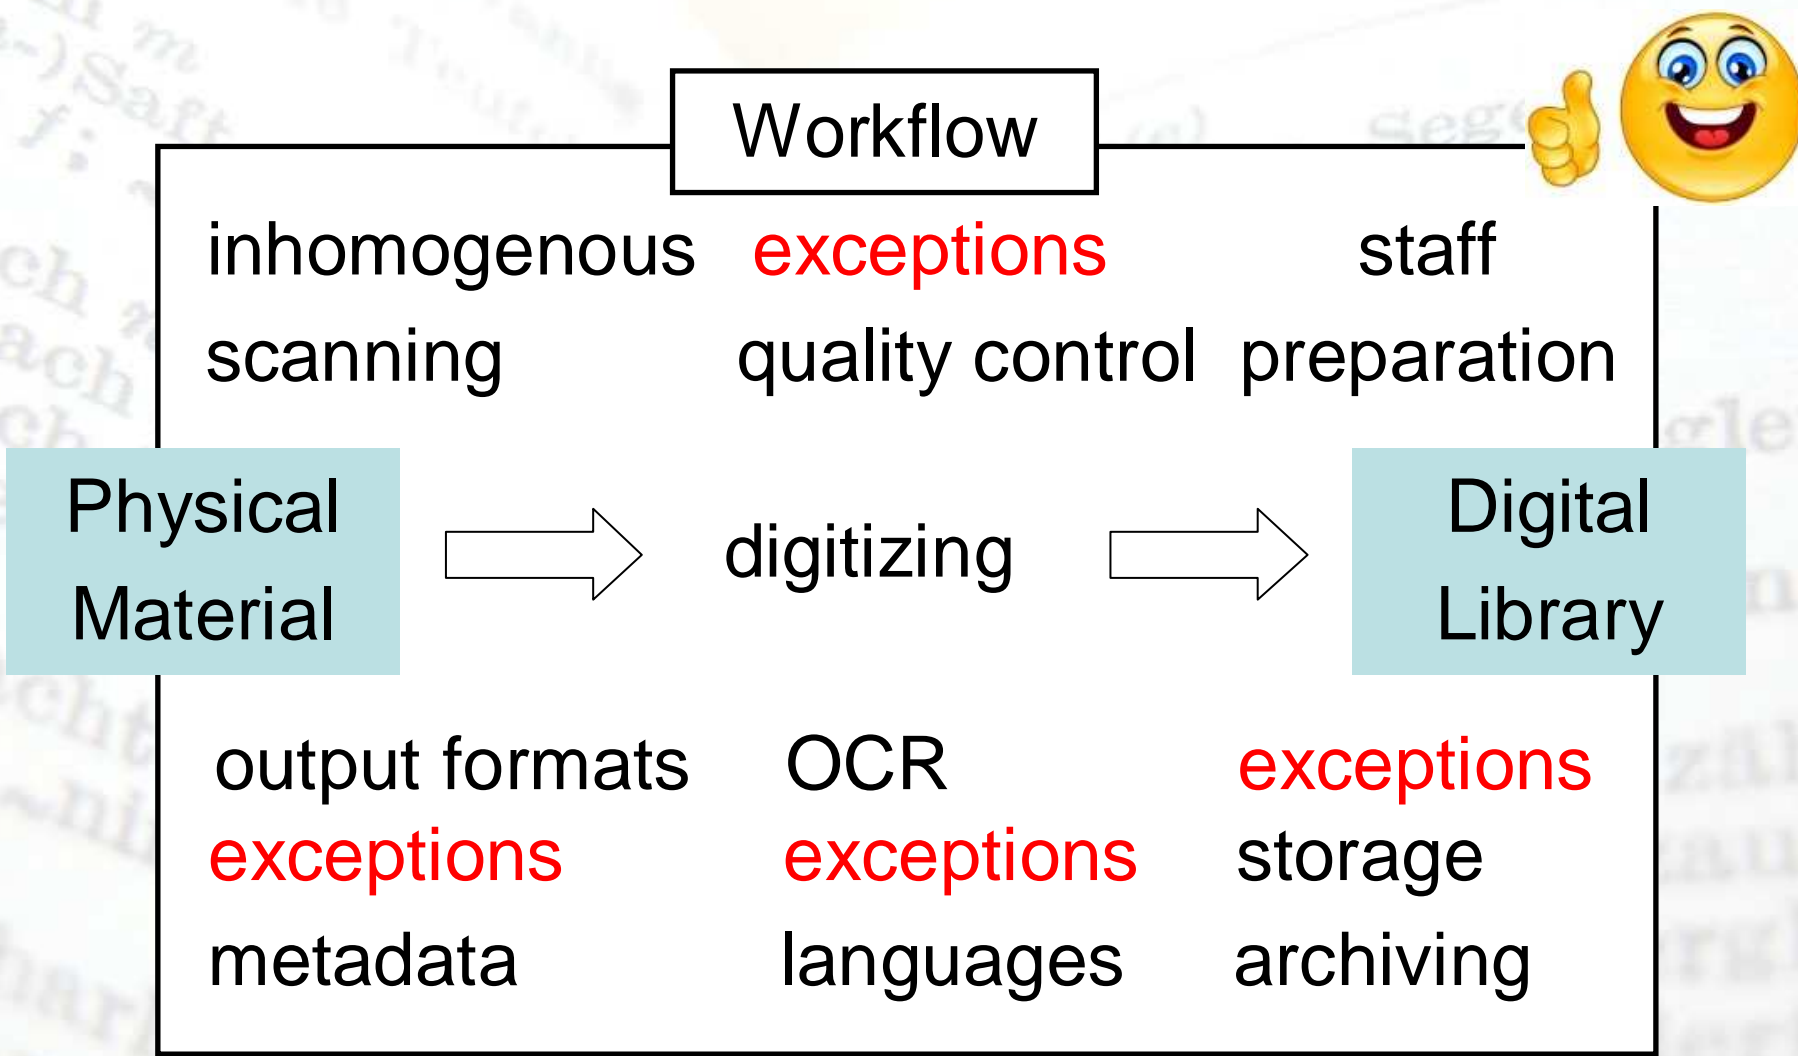 Workflow
inhomogenous exceptions staff
scanning quality control preparation
Physical
Material
digitizing
Digital
Library
output formats OCR exceptions
exceptions exceptions storage
metadata languages archiving